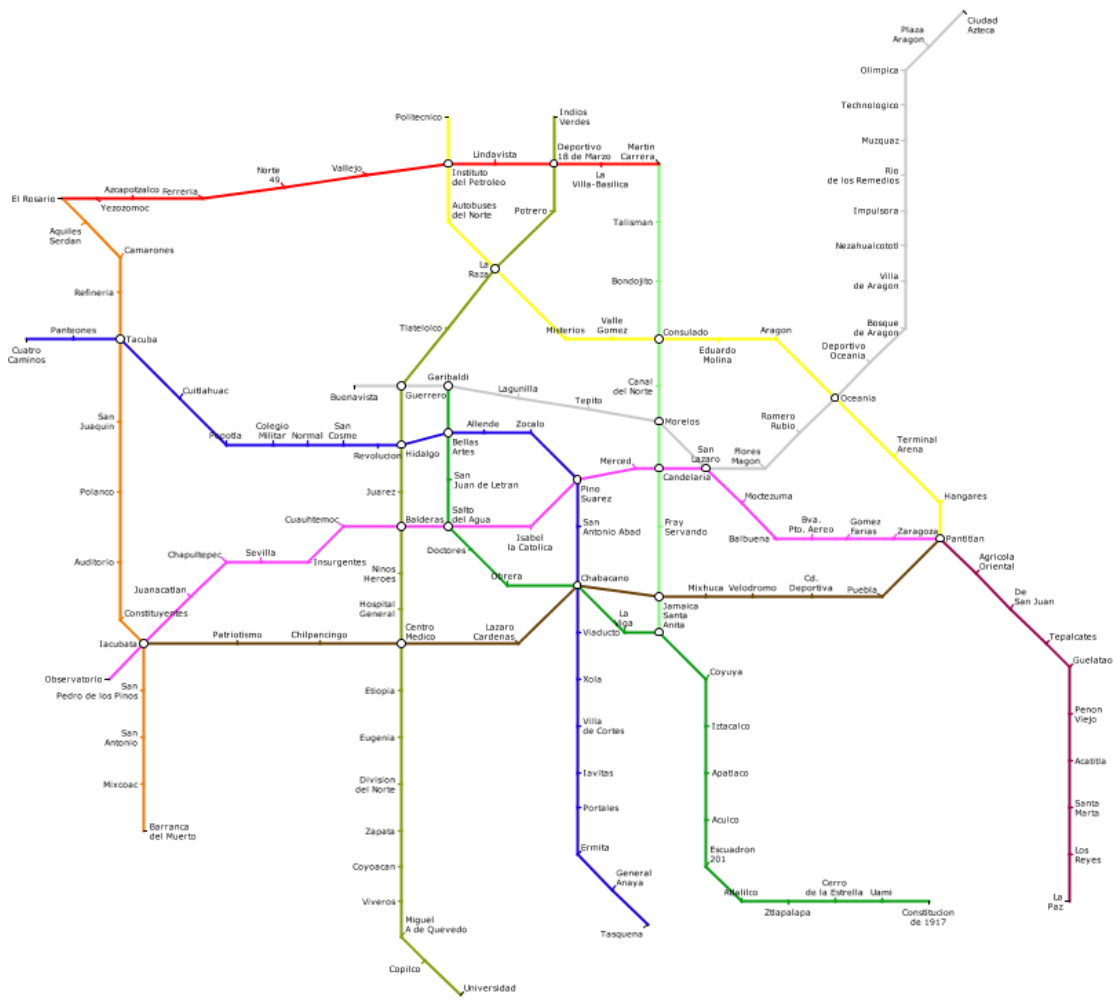 Ciudad
Azteca
Plaza
Aragon
Olimpica
Technologico
Muzquaz
Rio
de los Remedios
Impulsora
Nezahualcototl
Villa
de Aragon
Bosque
de Aragon
Deportivo
Oceania
Politecnico
Indios
Verdes
Lindavista
Deportivo
18 de Marzo
Martin
Carrera
La
Villa-Basilica
Instituto
del Petroleo
Vallejo
Norte
49
Azcapotzalco
Ferreria
El Rosario
Yezozomoc
Aquiles
Serdan
Camarones
Autobuses
del Norte
Potrero
Talisman
La
Raza
Refineria
Bondojito
Panteones
Tacuba
Cuatro
Caminos
Tlatelolco
Misterios
Valle
Gomez
Consulado
Eduardo
Molina
Aragon
Cuitlahuac
Buenavista
Guerrero
Garibaldi
Lagunilla
Tepito
Canal
del Norte
Oceania
Morelos
Romero
Rubio
San
Juaquin
Popotla
Colegio
Militar
Normal
San
Cosme
Revolucion
Hidalgo
Bellas
Artes
Allende
Zocalo
Terminal
Arena
San
Lazaro
Flores
Magon
Merced
Candelaria
Polanco
Juarez
San
Juan de Letran
Pino
Suarez
Moctezuma
Hangares
Cuauhtemoc
Balderas
Salto
del Agua
Isabel
la Catolica
San
Antonio Abad
Fray
Servando
Balbuena
Bva.
Pto. Aereo
Gomez
Farias
Zaragoza
Pantitlan
Auditorio
Chapultepec
Sevilla
Insurgentes
Doctores
Juanacatlan
Ninos
Heroes
Obrera
Chabacano
Mixhuca
Velodromo
Cd.
Deportiva
Puebla
Agricola
Oriental
De
San Juan
Constituyentes
Hospital
General
La
Viga
Jamaica
Santa
Anita
Iacubata
Patriotismo
Chilpancingo
Centro
Medico
Lazaro
Cardenas
Viaducto
Tepalcates
Guelatao
Observatorio
San
Pedro de los Pinos
Etiopia
Xola
Coyuya
San
Antonio
Eugenia
Villa
de Cortes
Iztacalco
Penon
Viejo
Mixcoac
Division
del Norte
Iavitas
Apatlaco
Acatitla
Portales
Aculco
Santa
Marta
Barranca
del Muerto
Zapata
Ermita
Escuadron
201
Los
Reyes
Coyoacan
General
Anaya
Viveros
Atlalilco
Cerro
de la Estrella
Uami
Ztlapalapa
Constitucion
de 1917
La
Paz
Miguel
A de Quevedo
Tasquena
Copilco
Universidad